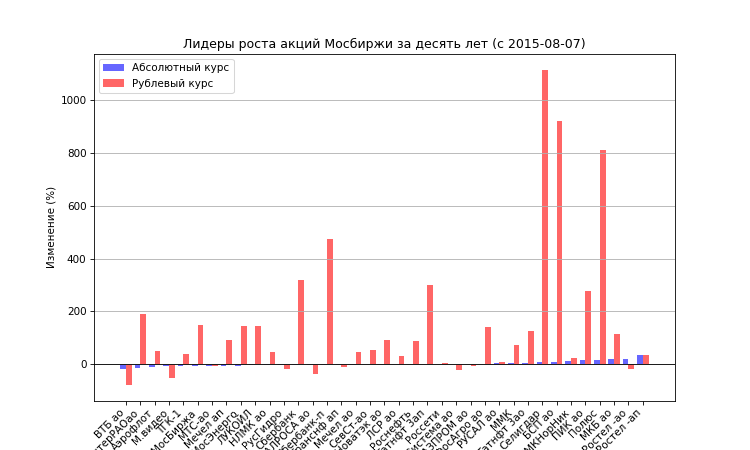 Лидеры роста акций Мосбиржи за десять лет (с 2015-08-07)
Абсолютный курс
Рублевый курс
Изменение (%)
1000
800
600
400
200
0
ВТБ ао
Аэрофлот
М.видео
ТГК-1
МосБиржа
МТС-ао
Мечел ап
ЛУКОЙЛ
НЛМК ао
РусГидро
Сбербанк
Мечел ао
СевСт-ао
ЛСР ао
Роснефть
Россети
РУСАЛ ао
ММК
Селигдар
БСП ао
ПИК ао
Полюс
МКБ ао
Ростел -ао
Ростел -ап